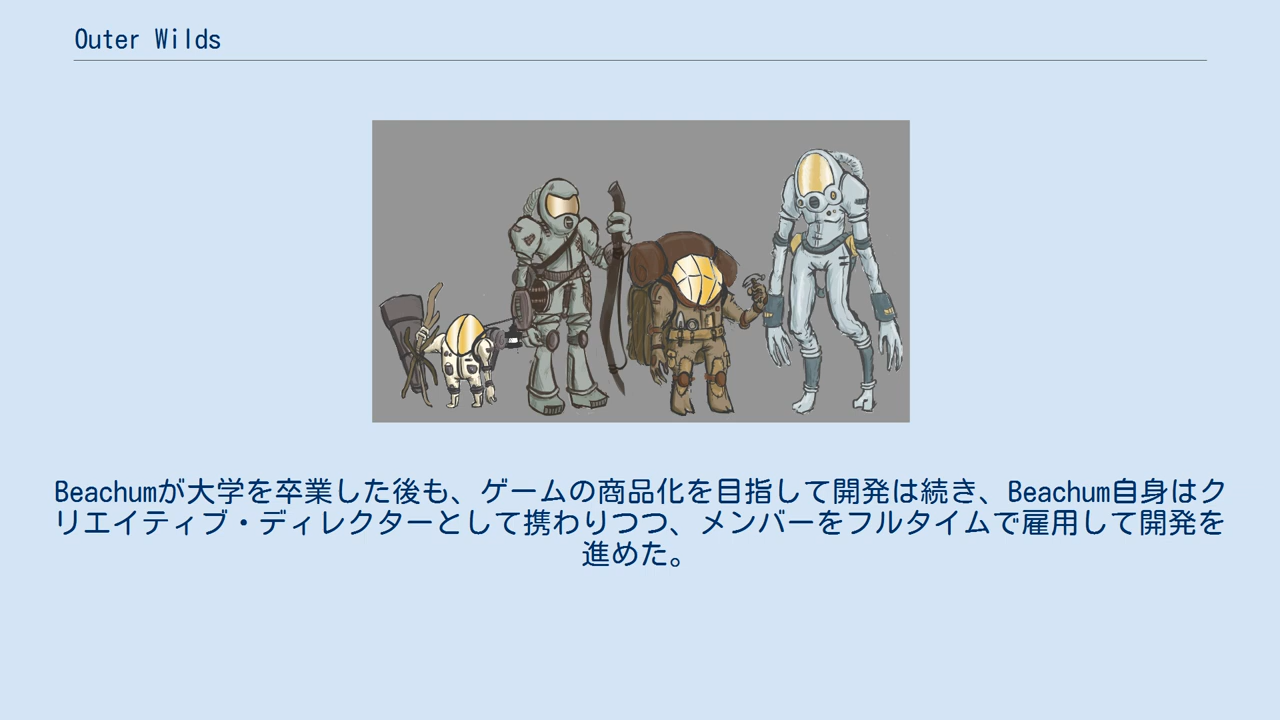 Outer Wilds
Beachumが大学を卒業した後も、ゲームの商品化を目指して開発は続き、Beachum自身はク
リエイティブ・ディレクターとして携わりつつ、メンバーをフルタイムで雇用して開発を
進めた。